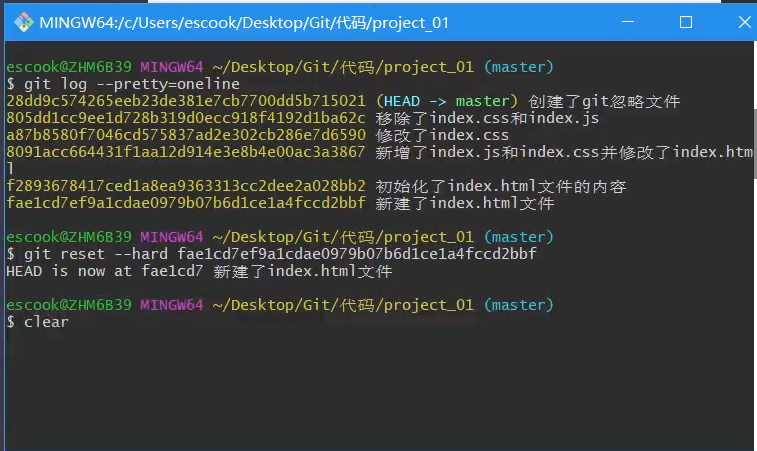 MINGW64:/c/Users/escook/Desktop/Git/代码/project_01
escook@ZHM6B39 MINGW64 ~/Desktop/Git/代码/project_01 (master)
$ git log --pretty=oneline
28dd9c574265eeb23de381e7cb7700dd5b715021 (HEAD -> master) 创建了git忽略文件
805dd1cc9ee1d728b319d0ecc918f4192d1ba62c 移除了index.css和index.js
a87b8580f7046cd575837ad2e302cb286e7d6590 修改了index.css
8091acc664431f1aa12d914e3e8b4e00ac3a3867 新增了index.js和index.css并修改了index.htm
l
f2893678417ced1a8ea9363313cc2dee2a028bb2 初始化了index.html文件的内容
fae1cd7ef9a1cdae0979b07b6d1ce1a4fccd2bbf 新建了index.html文件
escook@ZHM6B39 MINGW64 ~/Desktop/Git/代码/project_01 (master)
$ git reset --hard fae1cd7ef9a1cdae0979b07b6d1ce1a4fccd2bbf
HEAD is now at fae1cd7 新建了index.html文件
escook@ZHM6B39 MINGW64 ~/Desktop/Git/代码/project_01 (master)
$ clear